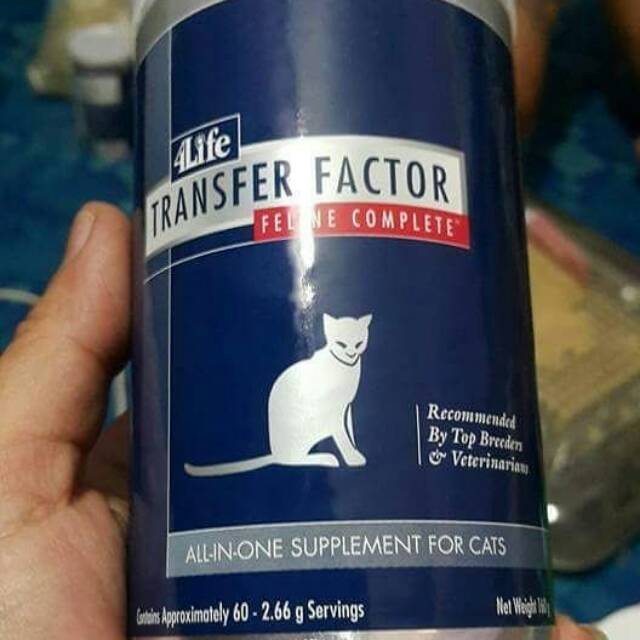 4Life
TRANSFER FACTOR
FELINE COMPLETE™
Recommended
By Top Breeders
& Veterinarians
ALL-IN-ONE SUPPLEMENT FOR CATS
Contains Approximately 60 - 2.66 g Servings
Net Weight